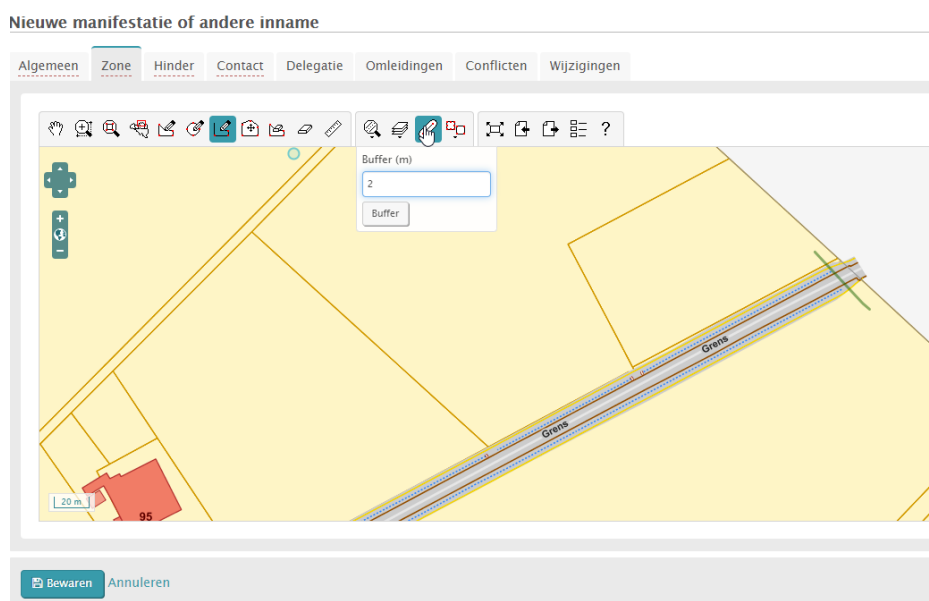 Nieuwe manifestatie of andere inname
Algemeen Zone Hinder Contact Delegatie Omleidingen Conflicten Wijzigingen
?
Buffer (m)
2
Buffer
+
−
Grens
Grens
20 m
95
Bewaren Annuleren